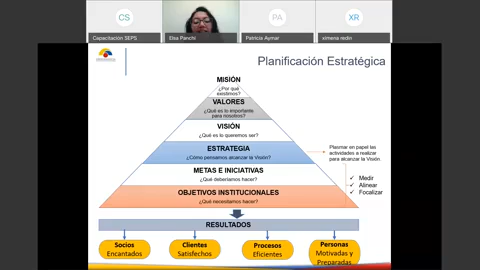 CS
PA
XR
Capacitación SEPS
Elsa Panchi
Patricia Aymar
ximena redin
Planificación Estratégica
MISIÓN
¿Por qué
existimos?
VALORES
¿Qué es lo importante
para nosotros?
VISIÓN
¿Qué es lo queremos ser?
ESTRATEGIA
¿Cómo pensamos alcanzar la Visión?
METAS E INICIATIVAS
¿Qué deberíamos hacer?
OBJETIVOS INSTITUCIONALES
¿Qué necesitamos hacer?
Plasmar en papel las
actividades a realizar
para alcanzar la Visión.
✓ Medir
✓ Alinear
✓ Focalizar
RESULTADOS
Socios
Encantados
Clientes
Satisfechos
Procesos
Eficientes
Personas
Motivadas y
Preparadas